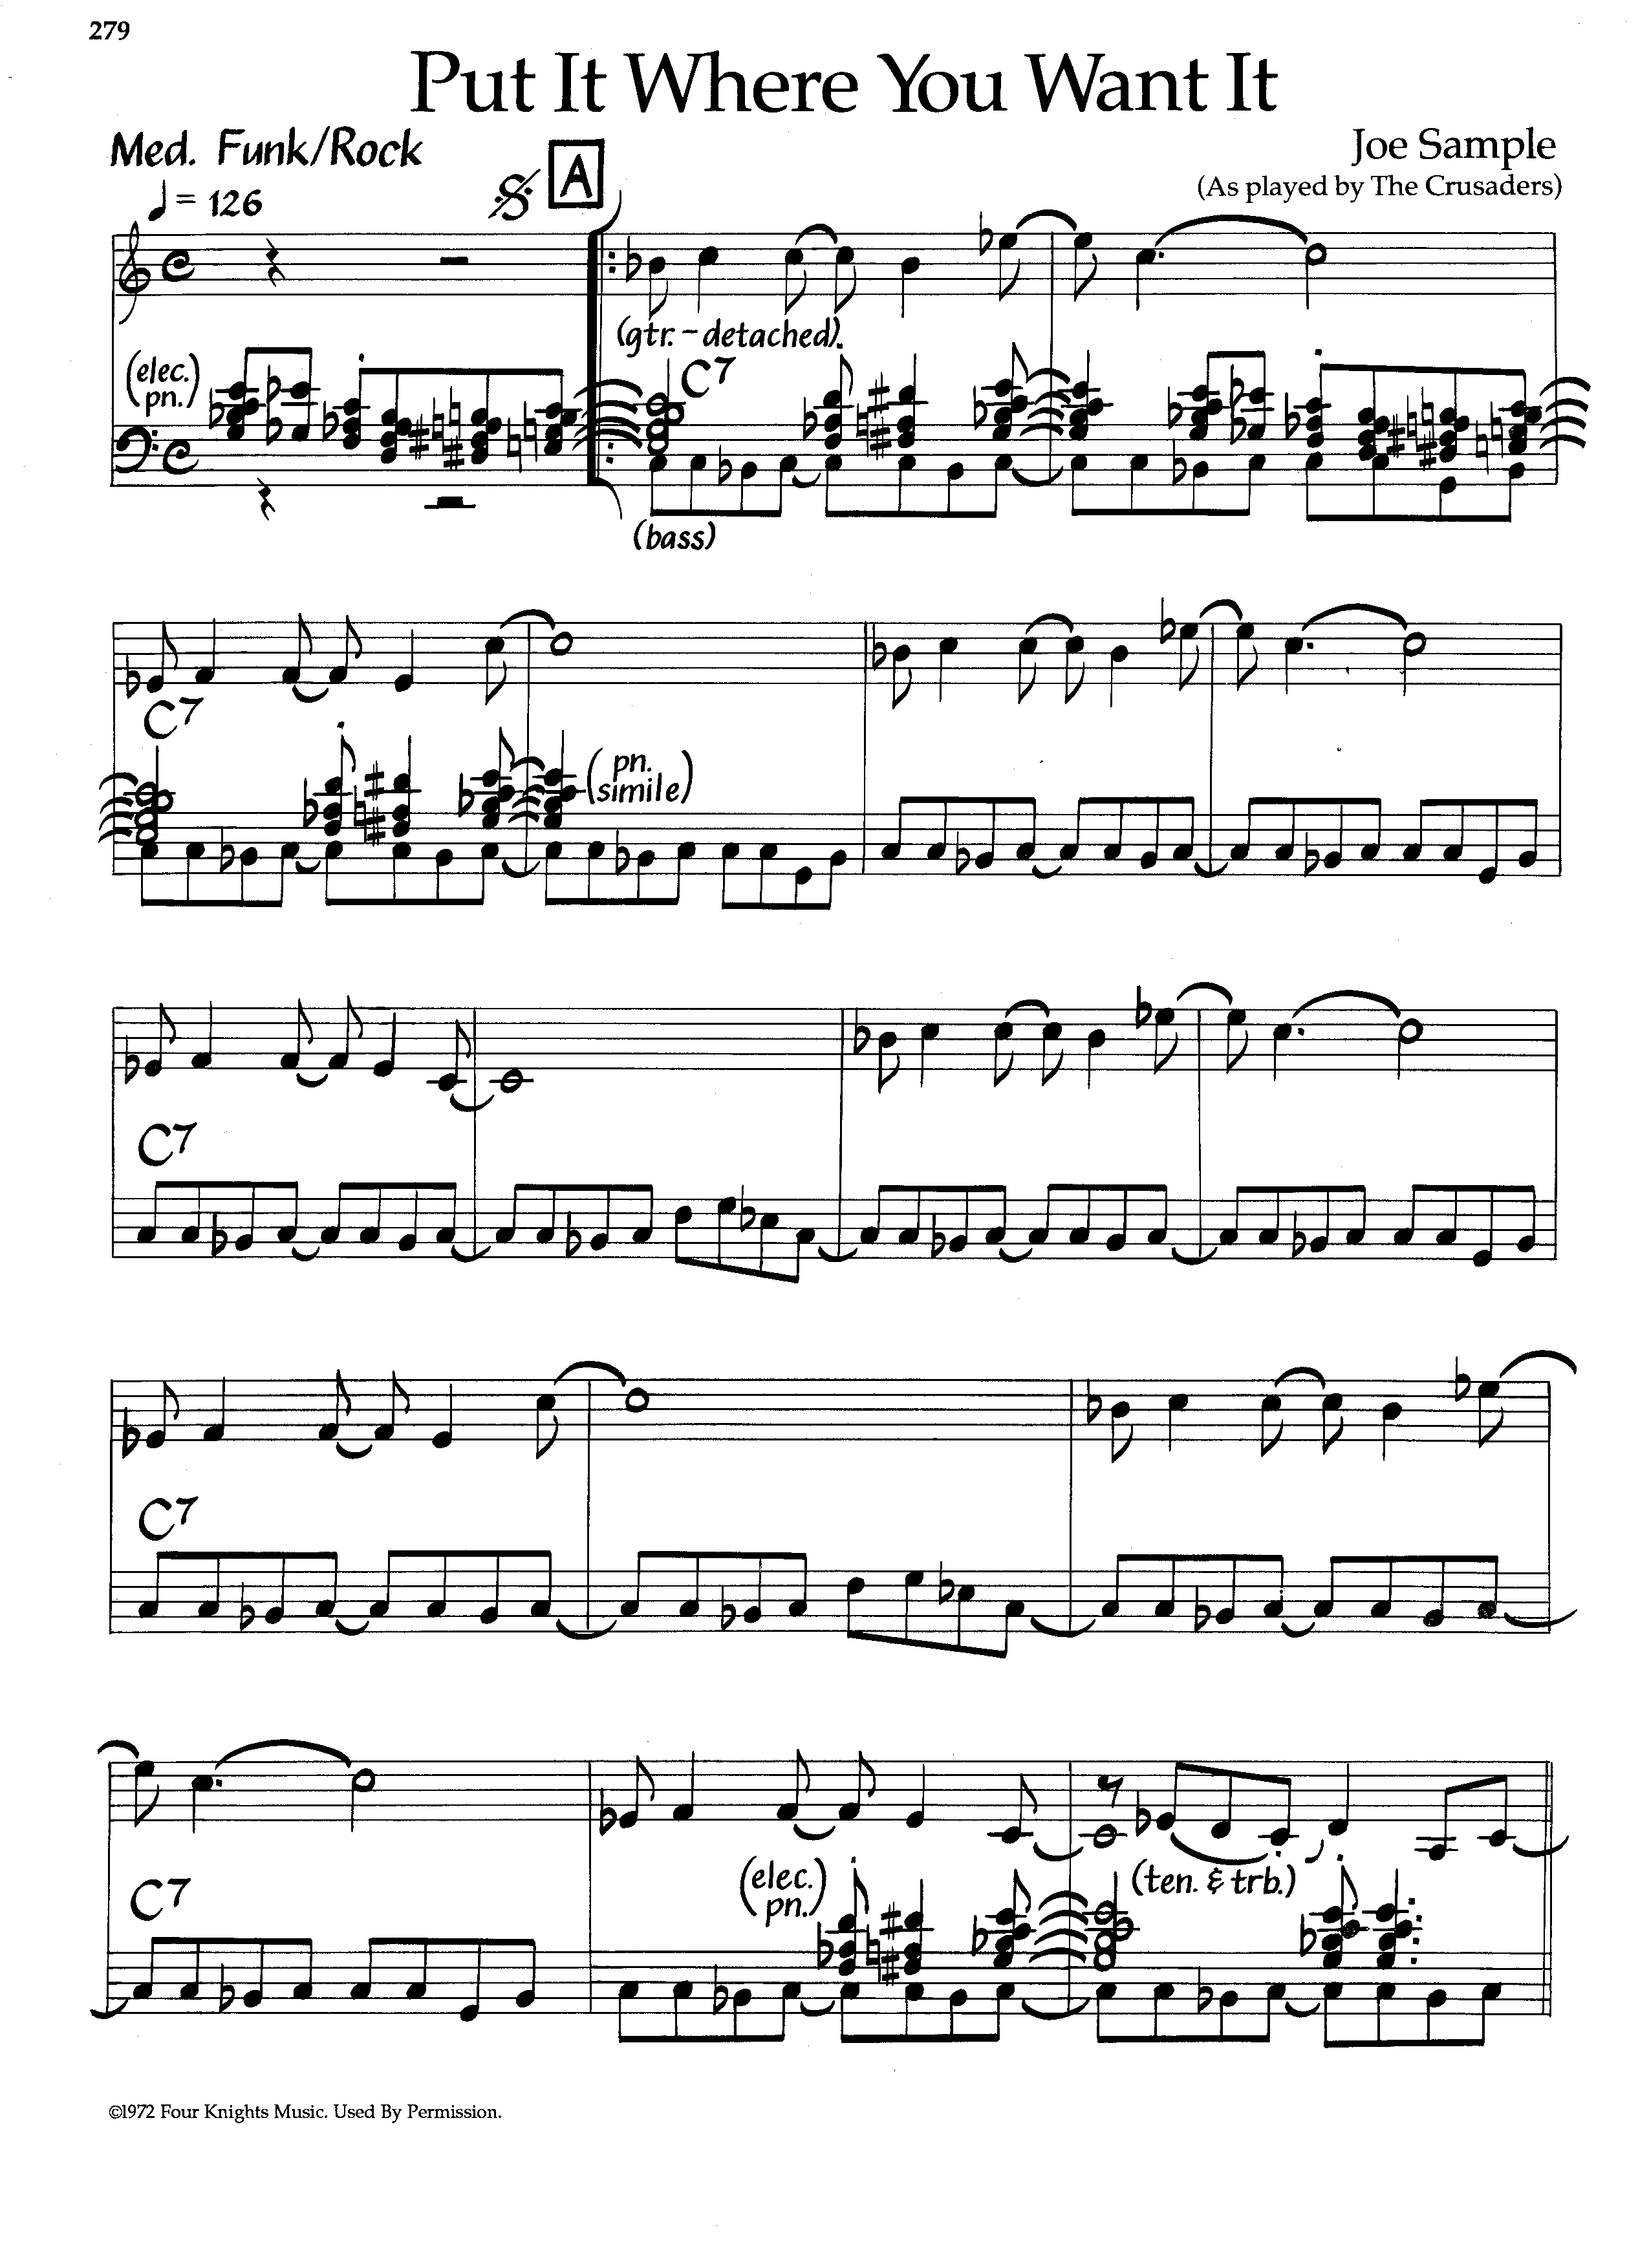 279
Put It Where You Want It
Med. Funk/Rock
Joe Sample
(As played by The Crusaders)
♩ = 126
A
(gtr. - detached)
(elec. pn.)
C7
(bass)
C7
(pn. simile)
C7
C7
C7
(elec. pn.)
(ten. & trb.)
©1972 Four Knights Music. Used By Permission.